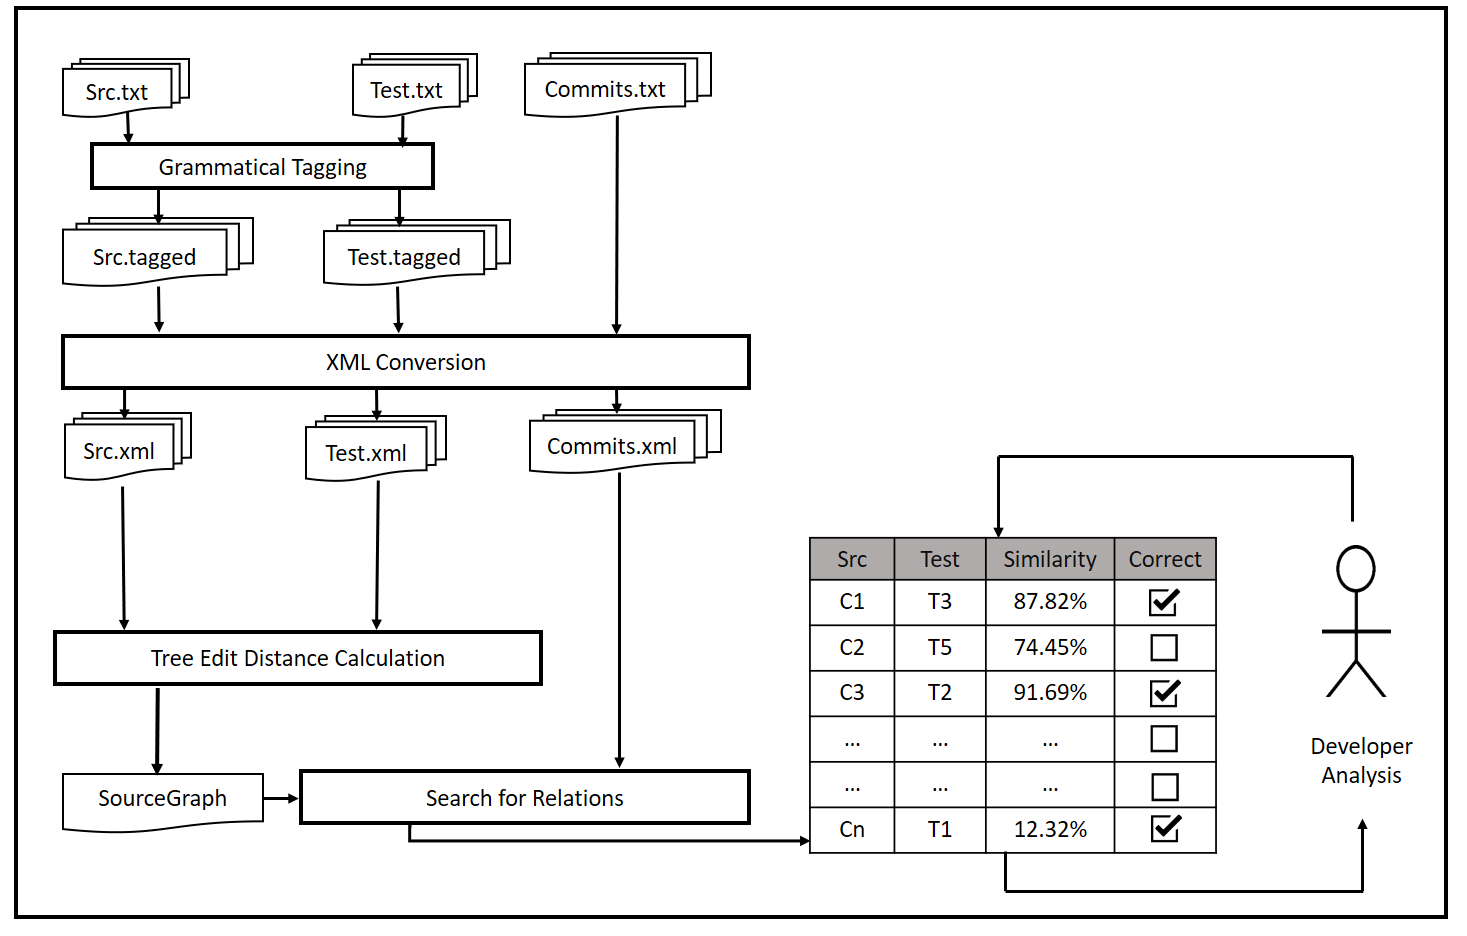 Src.txt
Test.txt
Commits.txt
Grammatical Tagging
Src.tagged
Test.tagged
XML Conversion
Src.xml
Test.xml
Commits.xml
Tree Edit Distance Calculation
SourceGraph
Search for Relations
Src Test Similarity Correct
C1 T3 87.82%
C2 T5 74.45%
C3 T2 91.69%
... ... ...
... ... ...
Cn T1 12.32%
Developer
Analysis